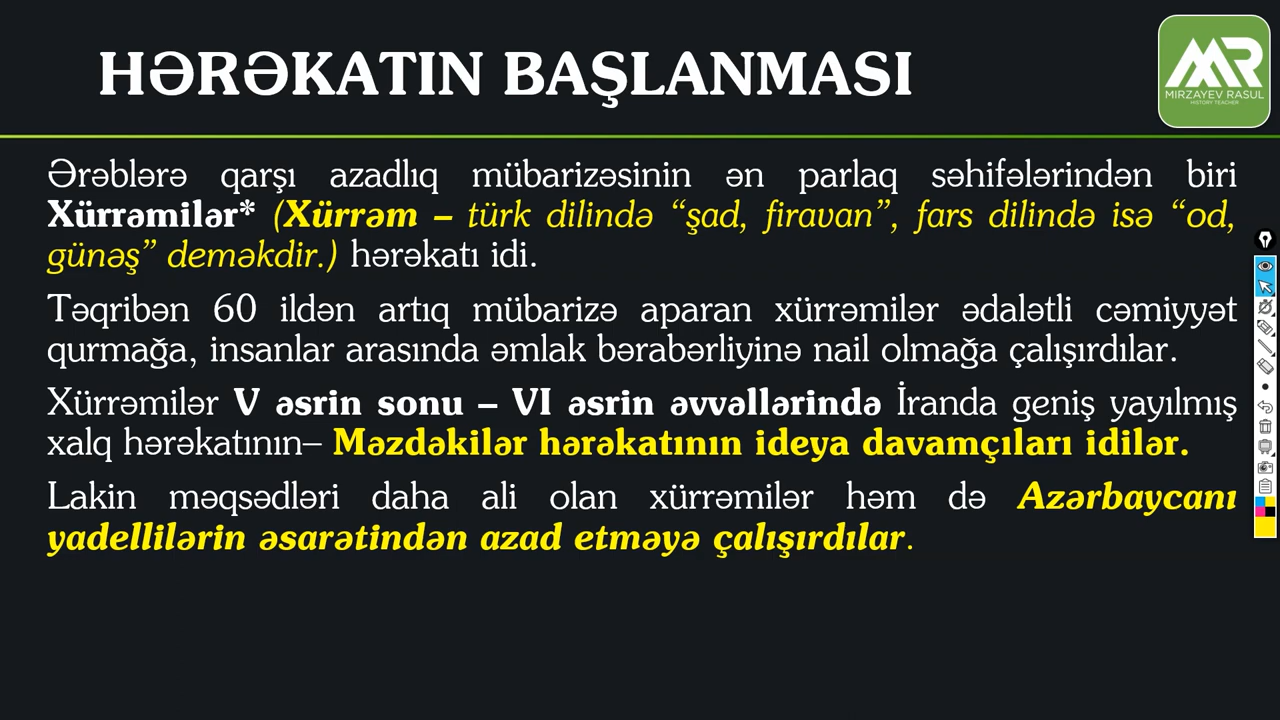 HƏRƏKATIN BAŞLANMASI
MR
MIRZAYEV RASUL
HISTORY TEACHER
Ərəblərə qarşı azadlıq mübarizəsinin ən parlaq səhifələrindən biri
Xürrəmilər* (Xürrəm – türk dilində “şad, firavan”, fars dilində isə “od,
günəş” deməkdir.) hərəkatı idi.
Təqribən 60 ildən artıq mübarizə aparan xürrəmilər ədalətli cəmiyyət
qurmağa, insanlar arasında əmlak bərabərliyinə nail olmağa çalışırdılar.
Xürrəmilər V əsrin sonu – VI əsrin əvvəllərində İranda geniş yayılmış
xalq hərəkatının– Məzdəkilər hərəkatının ideya davamçıları idilər.
Lakin məqsədləri daha ali olan xürrəmilər həm də Azərbaycanı
yadellilərin əsarətindən azad etməyə çalışırdılar.